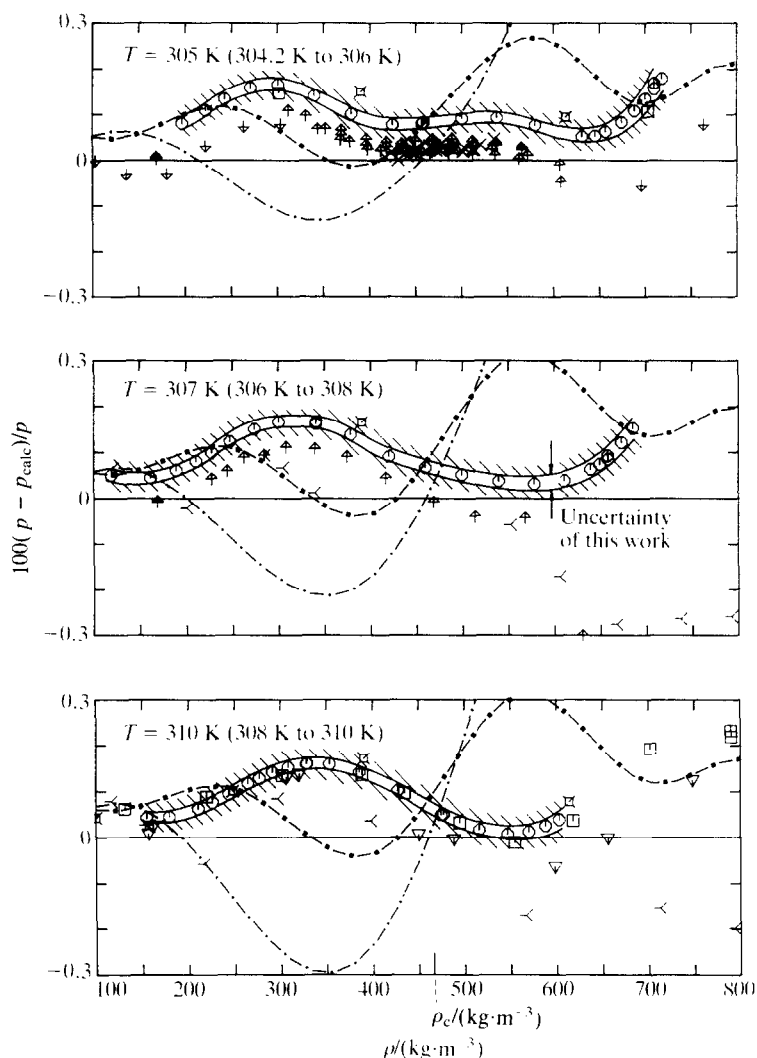 0.3
T = 305 K (304.2 K to 306 K)
0
−0.3
0.3
T = 307 K (306 K to 308 K)
0
Uncertainty
of this work
−0.3
100(p − pcalc)/p
0.3
T = 310 K (308 K to 310 K)
0
−0.3
100 200 300 400 500 600 700 800
ρc/(kg·m⁻³)
ρ/(kg·m⁻³)